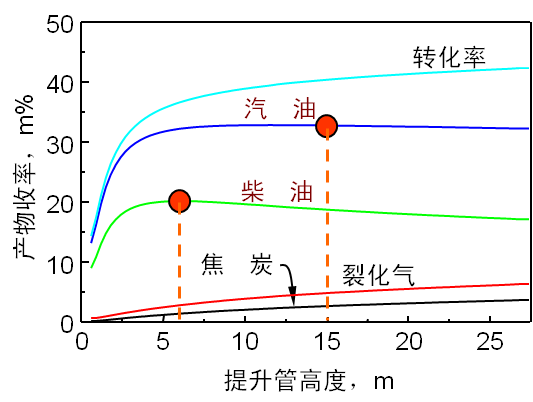 50
40
30
20
10
0
产物收率，m%
转化率
汽 油
柴 油
焦 炭
裂化气
0 5 10 15 20 25
提升管高度，m